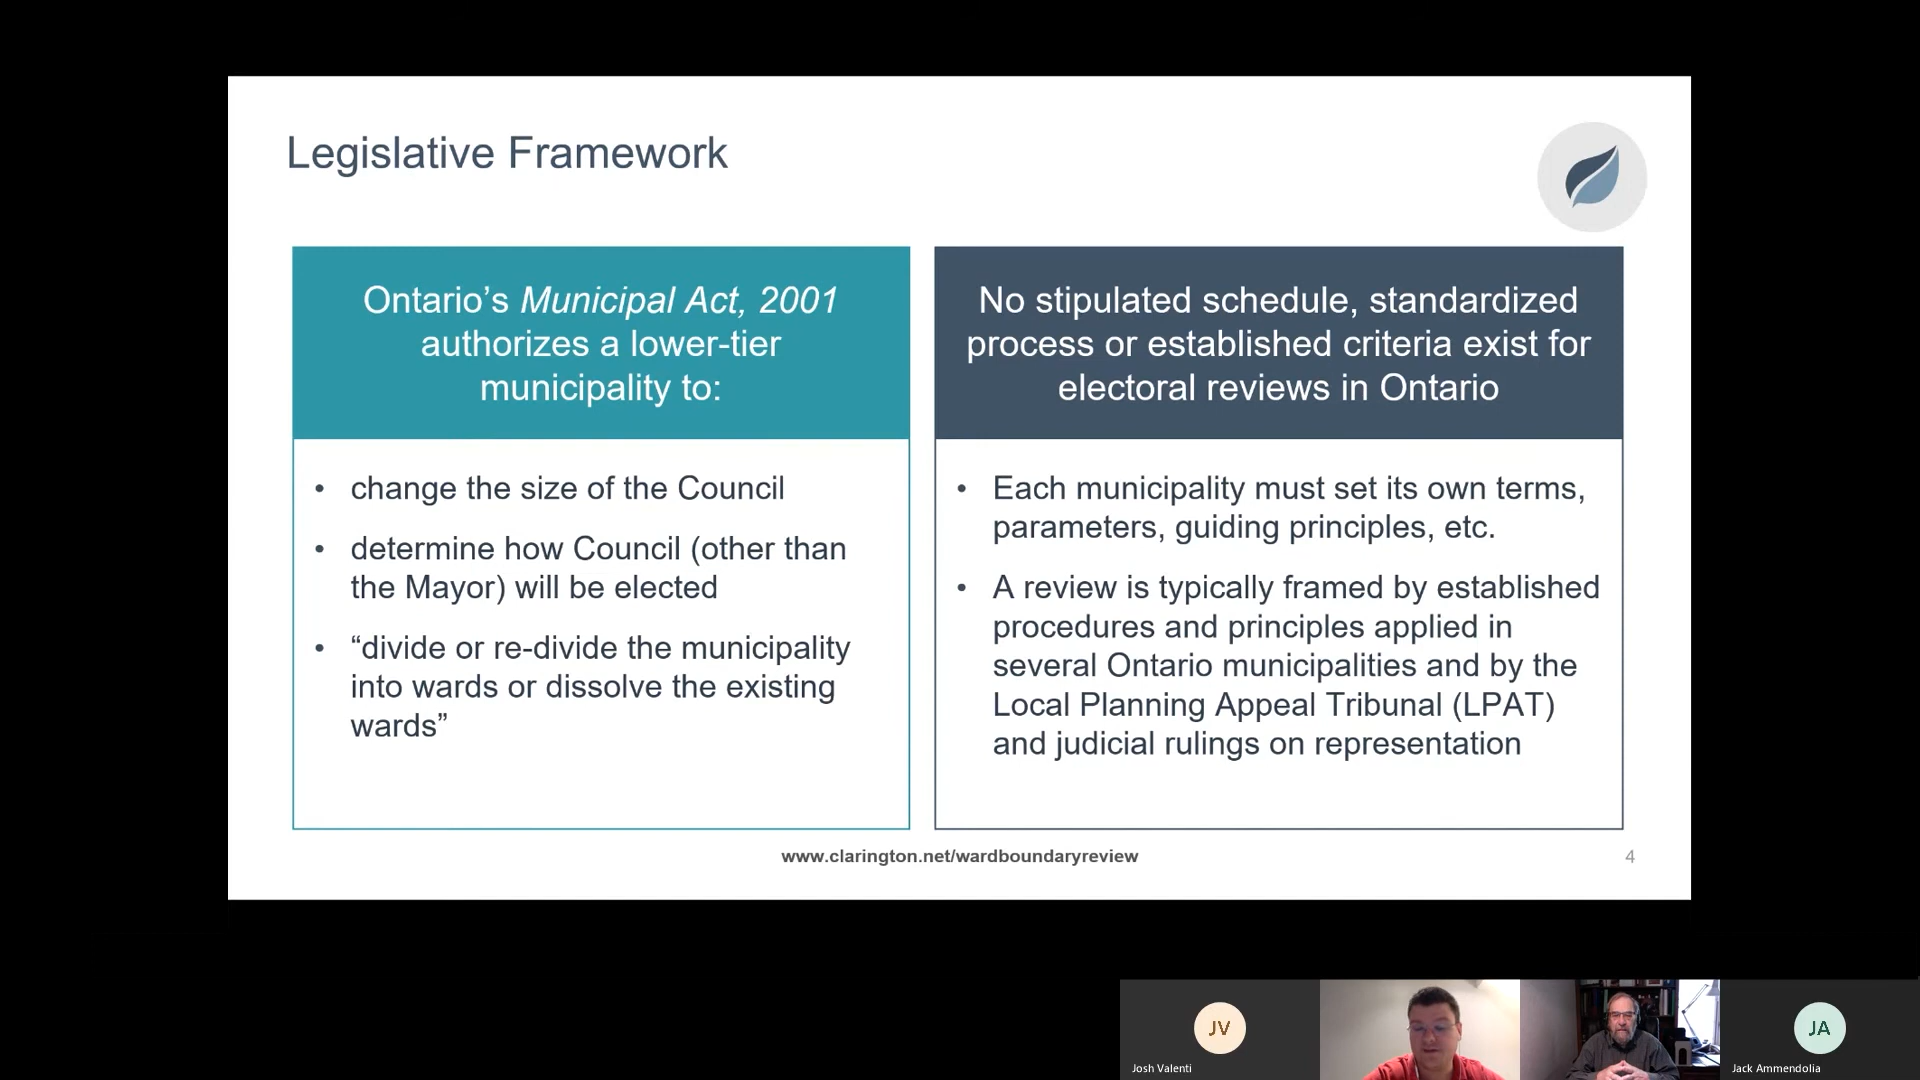 Legislative Framework
Ontario’s Municipal Act, 2001
authorizes a lower-tier
municipality to:
• change the size of the Council
• determine how Council (other than
the Mayor) will be elected
• “divide or re-divide the municipality
into wards or dissolve the existing
wards”
No stipulated schedule, standardized
process or established criteria exist for
electoral reviews in Ontario
• Each municipality must set its own terms,
parameters, guiding principles, etc.
• A review is typically framed by established
procedures and principles applied in
several Ontario municipalities and by the
Local Planning Appeal Tribunal (LPAT)
and judicial rulings on representation
www.clarington.net/wardboundaryreview
4
JV
Josh Valenti
JA
Jack Ammendolia